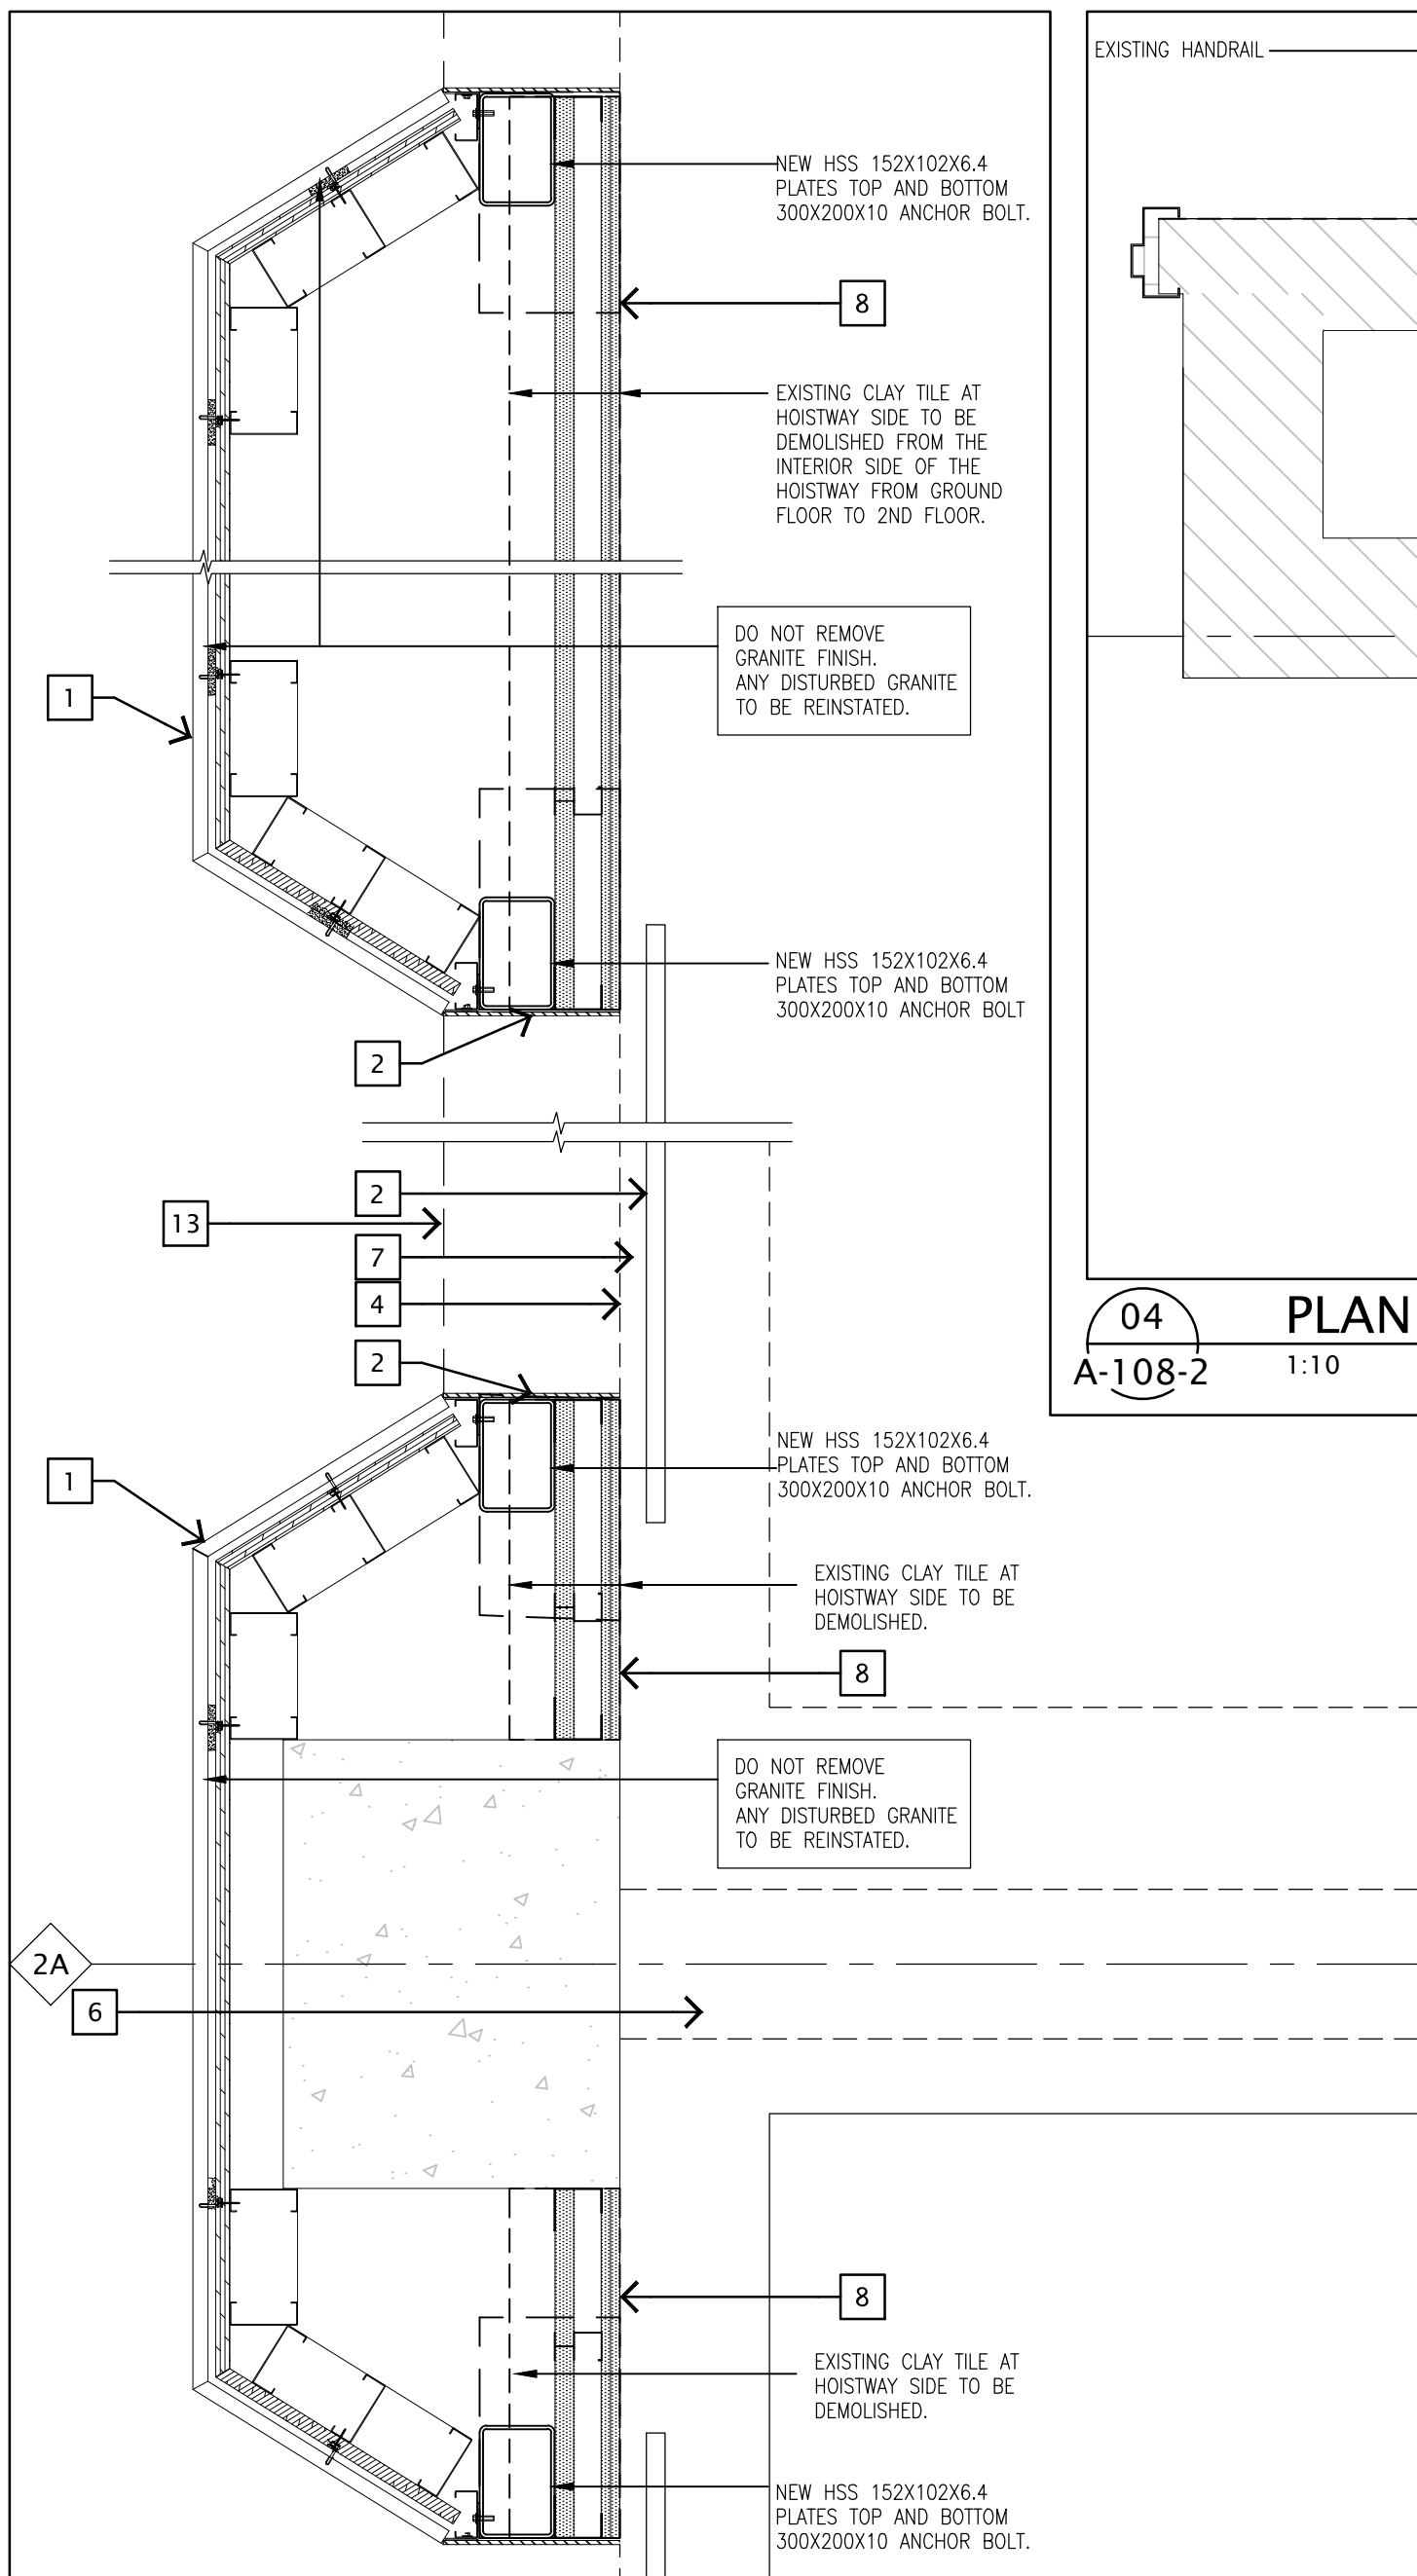 EXISTING HANDRAIL
NEW HSS 152X102X6.4
PLATES TOP AND BOTTOM
300X200X10 ANCHOR BOLT.
8
EXISTING CLAY TILE AT
HOISTWAY SIDE TO BE
DEMOLISHED FROM THE
INTERIOR SIDE OF THE
HOISTWAY FROM GROUND
FLOOR TO 2ND FLOOR.
DO NOT REMOVE
GRANITE FINISH.
ANY DISTURBED GRANITE
TO BE REINSTATED.
1
NEW HSS 152X102X6.4
PLATES TOP AND BOTTOM
300X200X10 ANCHOR BOLT
2
2
13
7
4
2
04
PLAN
A-108-2
1:10
NEW HSS 152X102X6.4
PLATES TOP AND BOTTOM
300X200X10 ANCHOR BOLT.
1
EXISTING CLAY TILE AT
HOISTWAY SIDE TO BE
DEMOLISHED.
8
DO NOT REMOVE
GRANITE FINISH.
ANY DISTURBED GRANITE
TO BE REINSTATED.
2A
6
8
EXISTING CLAY TILE AT
HOISTWAY SIDE TO BE
DEMOLISHED.
NEW HSS 152X102X6.4
PLATES TOP AND BOTTOM
300X200X10 ANCHOR BOLT.